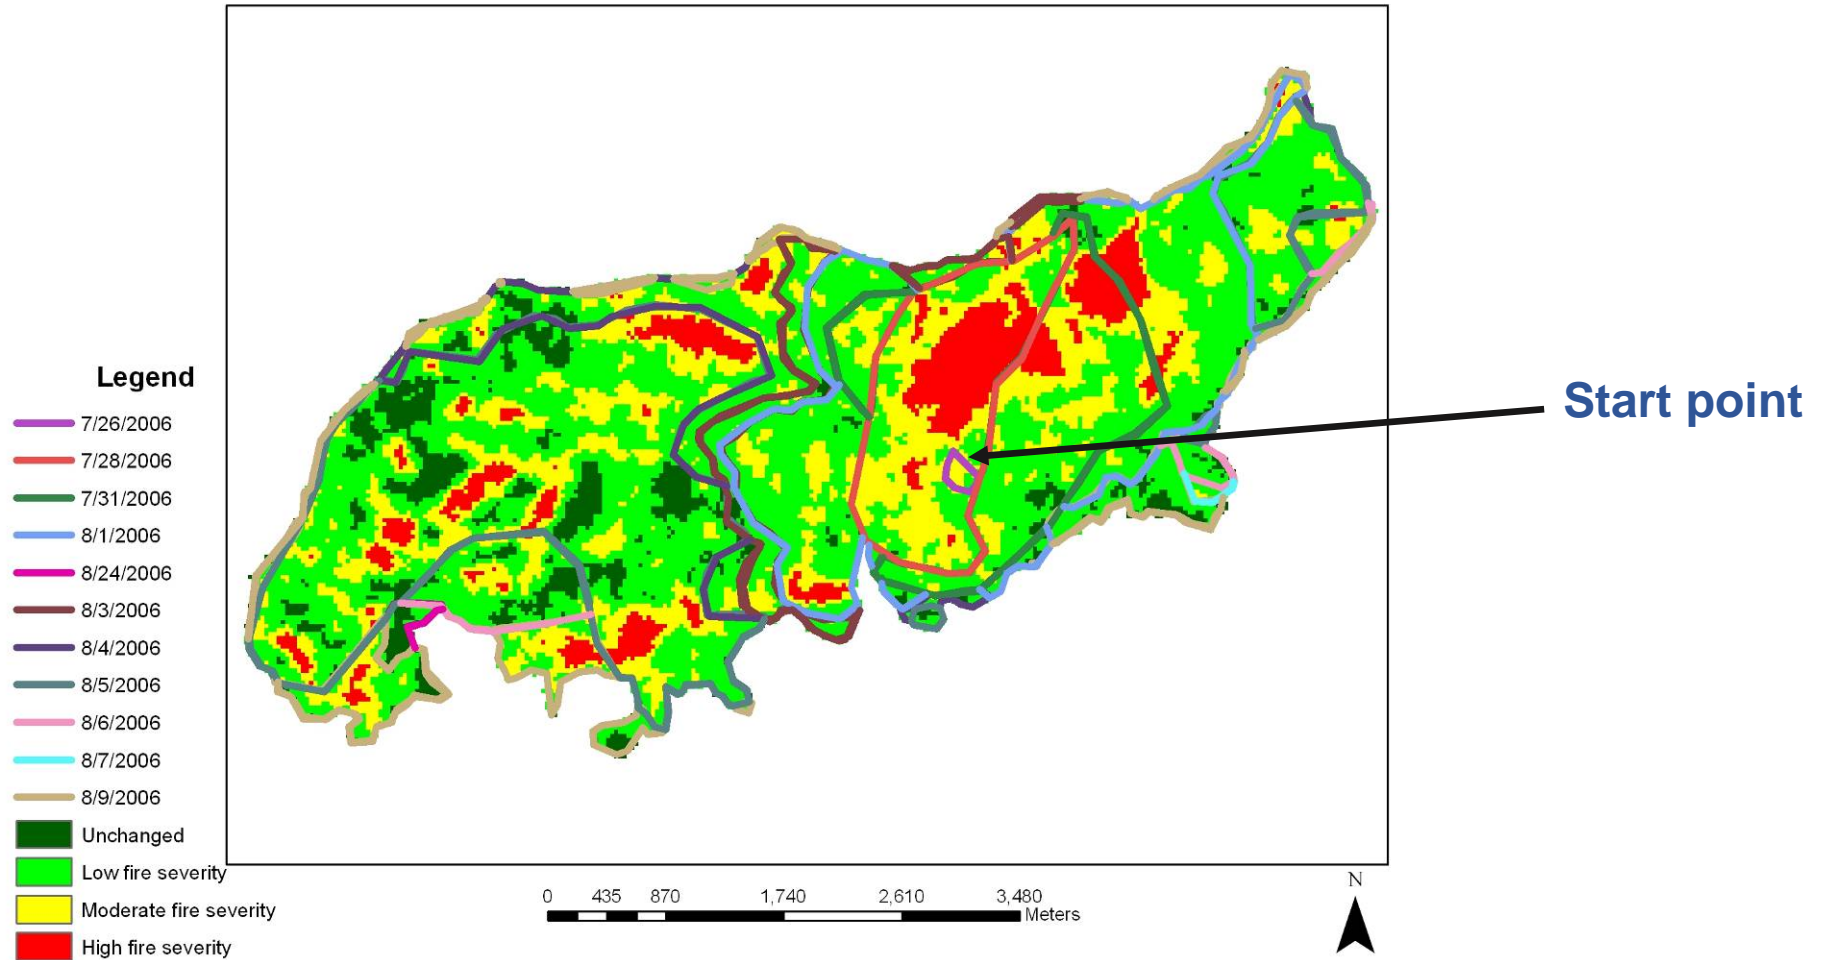 Legend
7/26/2006
7/28/2006
7/31/2006
8/1/2006
8/24/2006
8/3/2006
8/4/2006
8/5/2006
8/6/2006
8/7/2006
8/9/2006
Unchanged
Low fire severity
Moderate fire severity
High fire severity
Start point
0 435 870 1,740 2,610 3,480
Meters
N